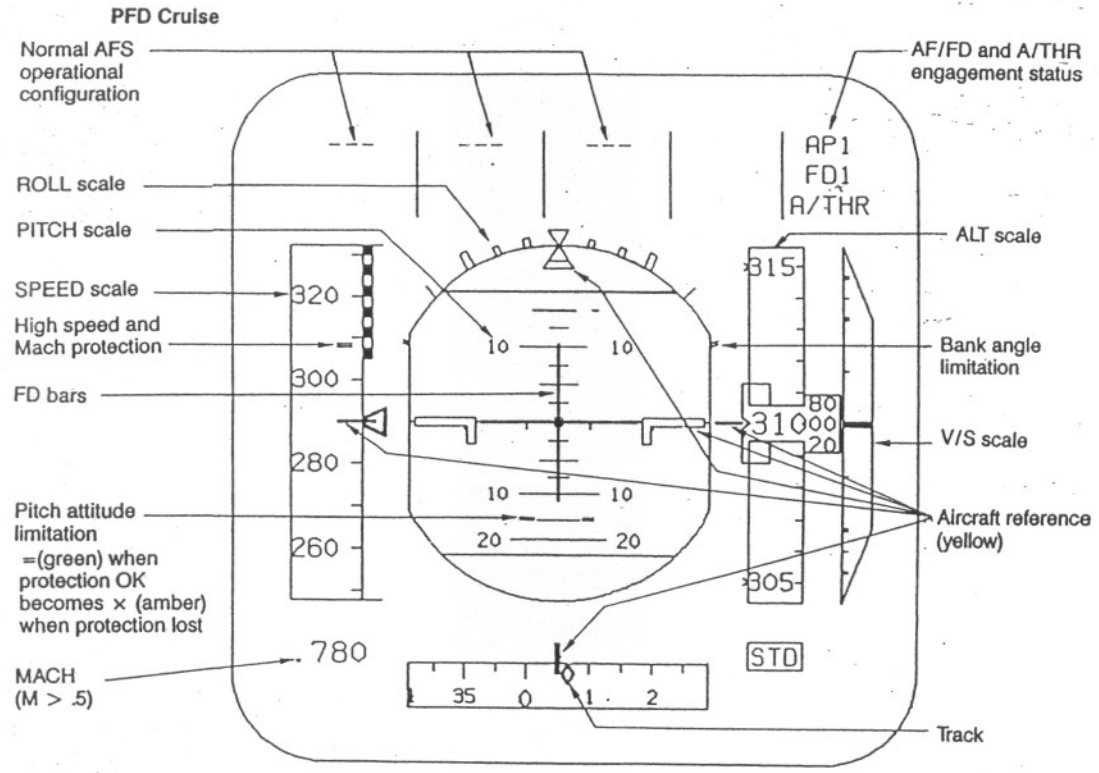 PFD Cruise
Normal AFS
operational
configuration
AF/FD and A/THR
engagement status
AP1
FD1
A/THR
ROLL scale
PITCH scale
ALT scale
315
SPEED scale
320
High speed and
Mach protection
10 10
Bank angle
limitation
300
FD bars
80
310 00
20
V/S scale
280
10 10
Pitch attitude
limitation
=(green) when
protection OK
becomes × (amber)
when protection lost
Aircraft reference
(yellow)
20 20
260
305
.780
STD
MACH
(M > .5)
35 0 1 2
Track